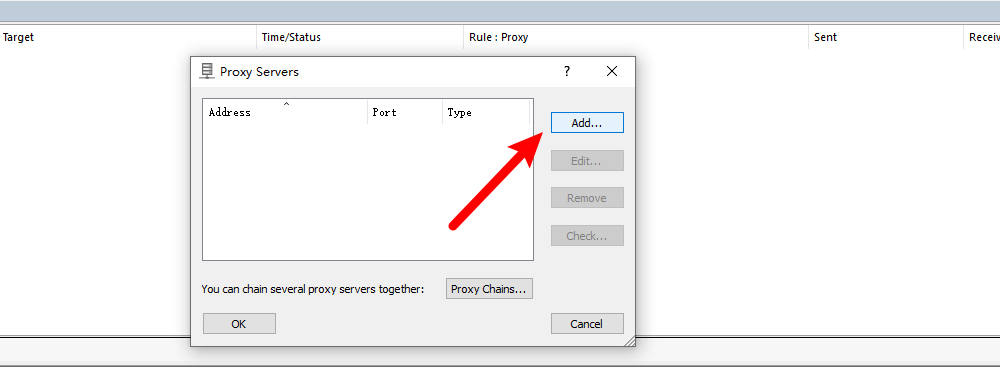 Target Time/Status Rule : Proxy Sent Receiv
Proxy Servers ?
Address Port Type
Add...
Edit...
Remove
Check...
You can chain several proxy servers together: Proxy Chains...
OK Cancel